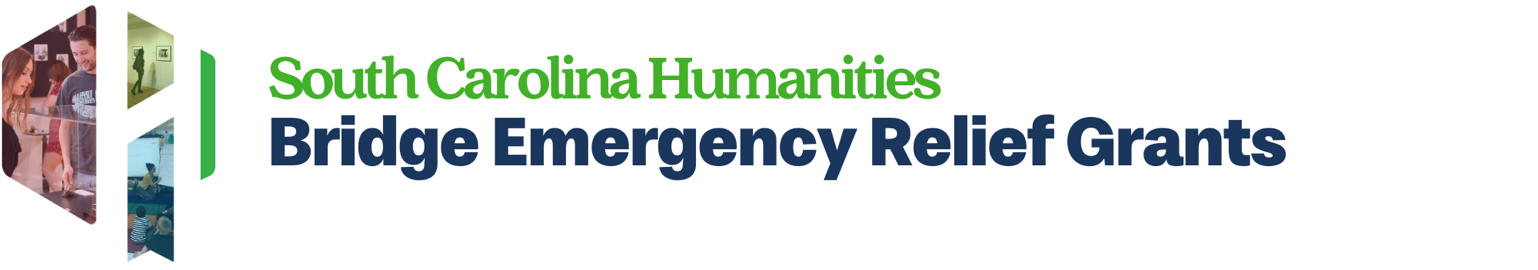 South Carolina Humanities
Bridge Emergency Relief Grants